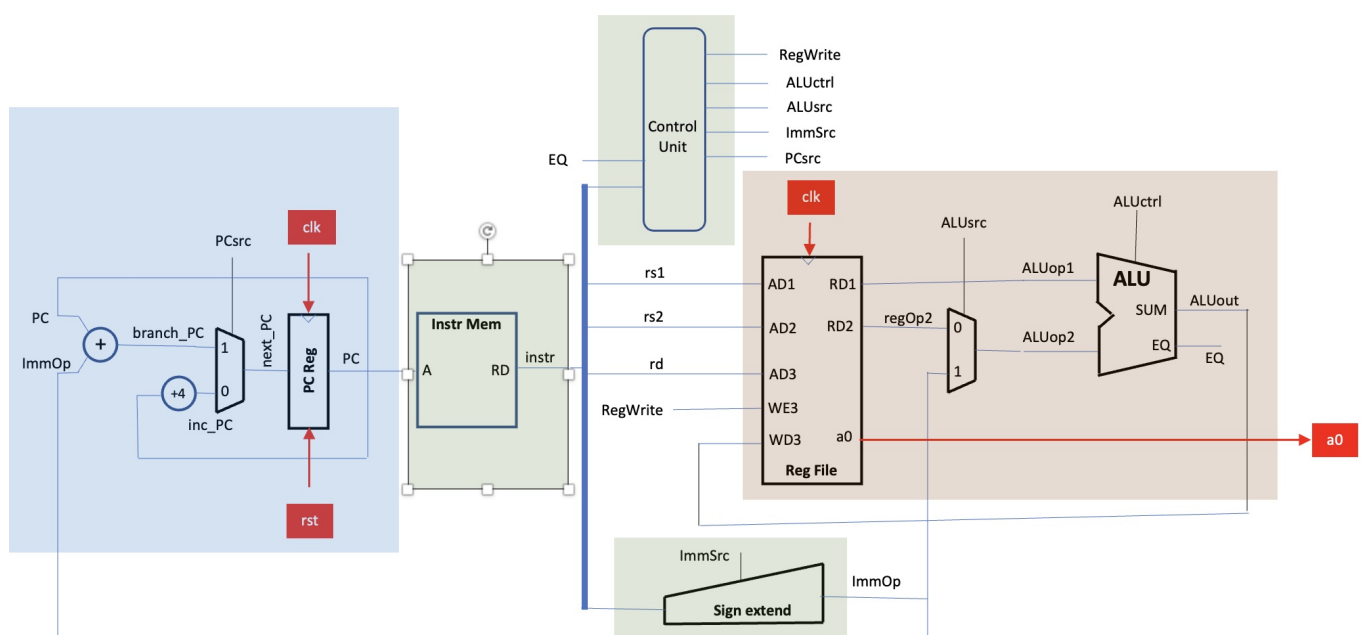 RegWrite
ALUctrl
ALUsrc
ImmSrc
PCsrc
Control
Unit
EQ
clk
PCsrc
PC
ImmOp
+
branch_PC
+4
inc_PC
1
0
next_PC
PC Reg
rst
PC
Instr Mem
A
RD
instr
rs1
rs2
rd
RegWrite
clk
AD1
AD2
AD3
WE3
WD3
RD1
RD2
a0
Reg File
regOp2
ALUsrc
0
1
ALUop1
ALUop2
ALUctrl
ALU
SUM
EQ
ALUout
EQ
a0
ImmSrc
Sign extend
ImmOp